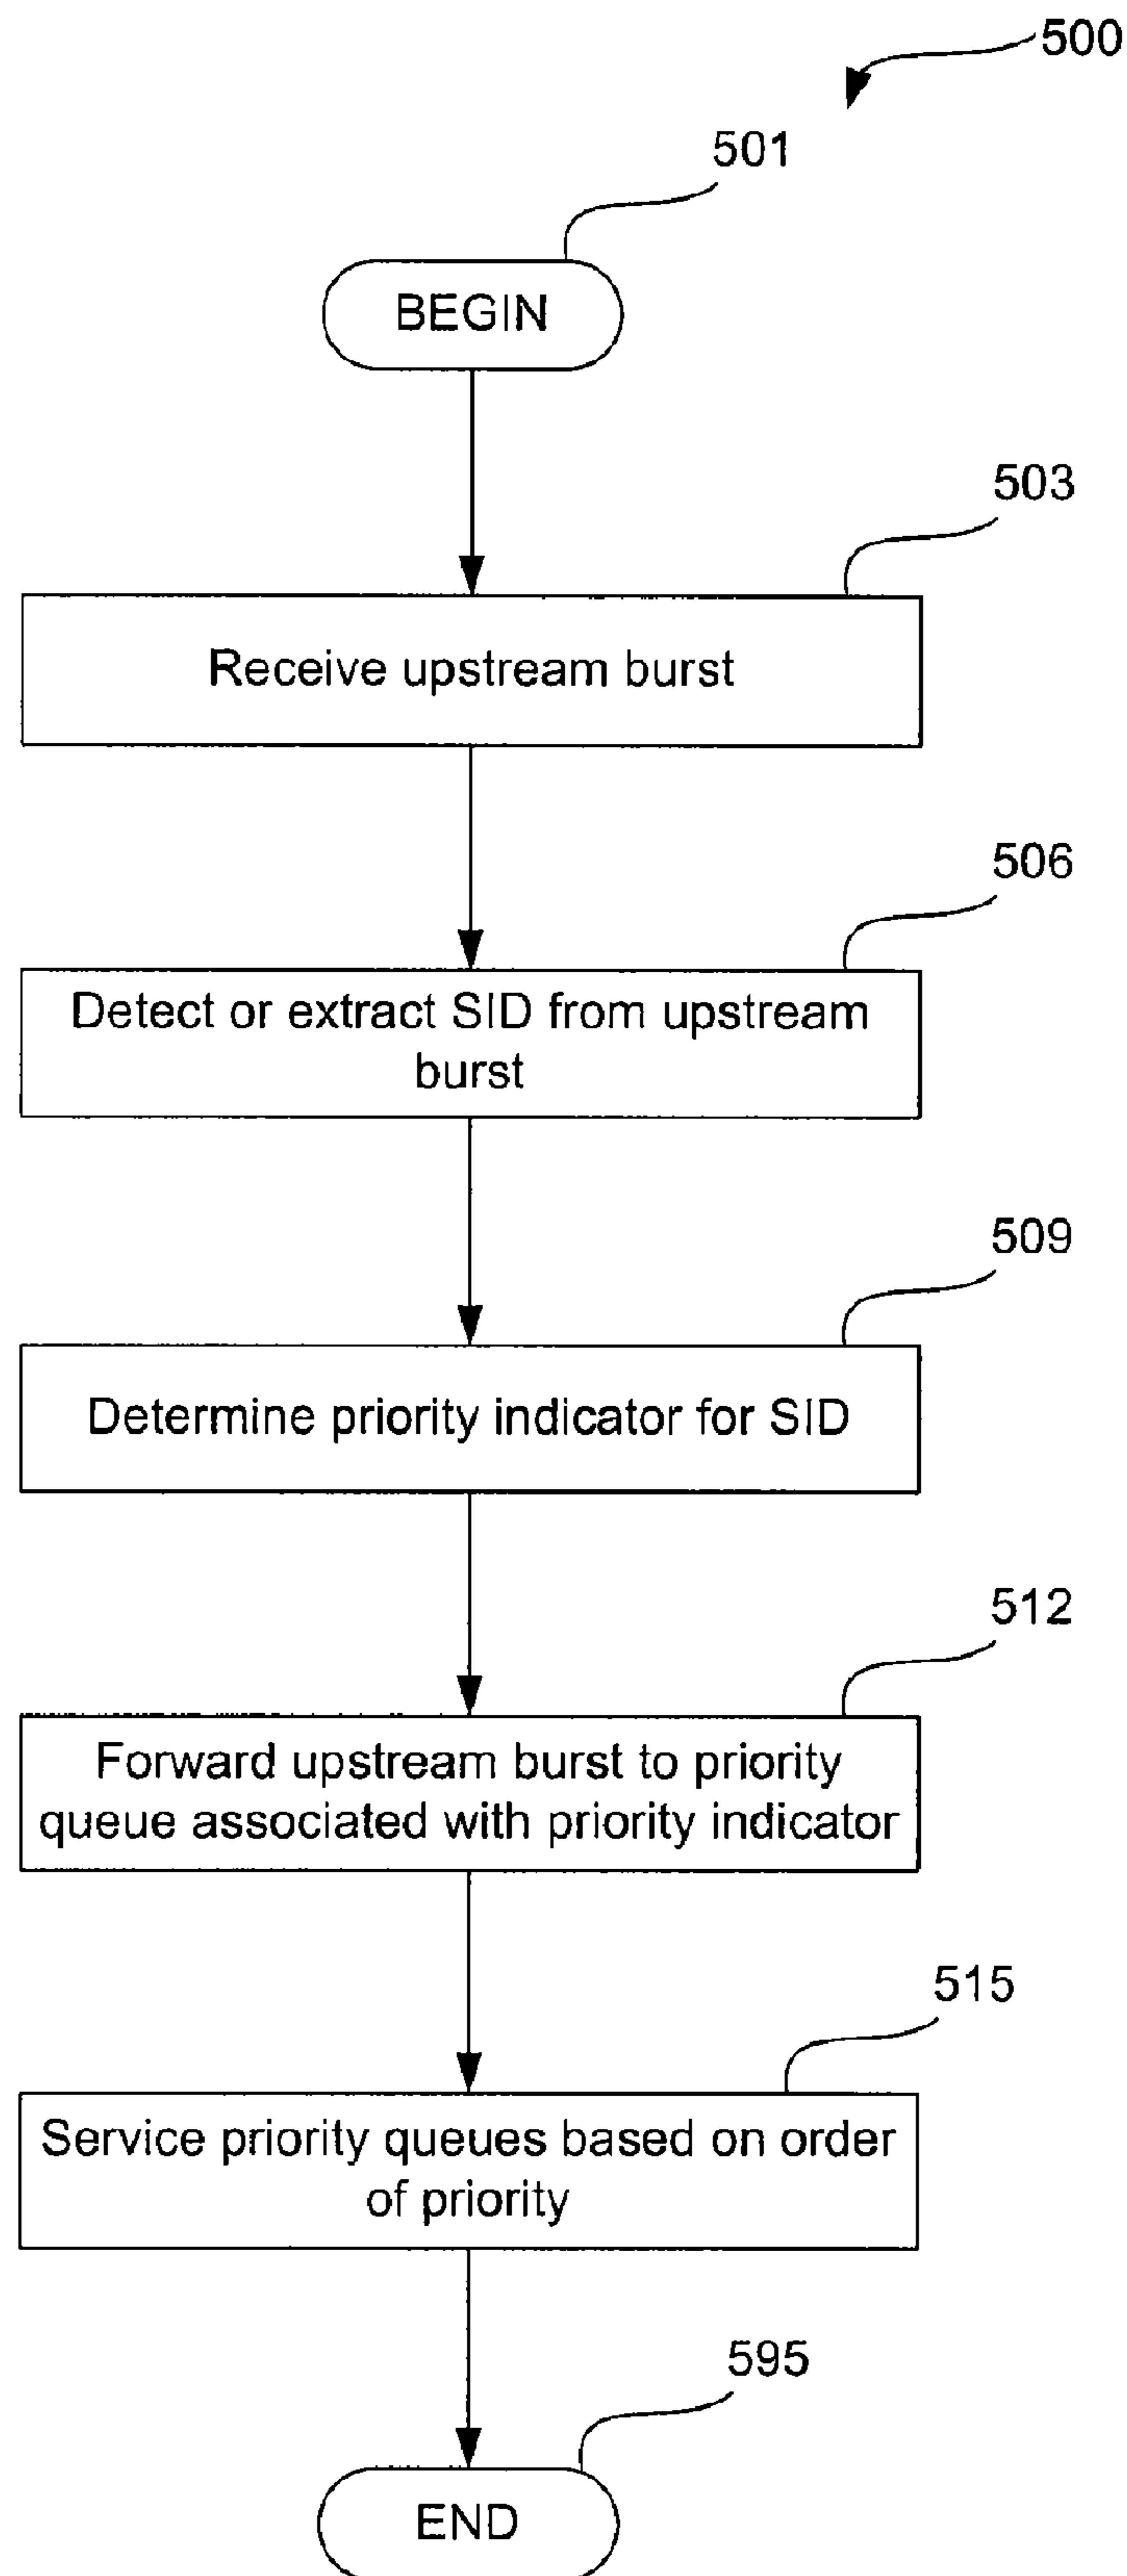 500
501
BEGIN
503
Receive upstream burst
506
Detect or extract SID from upstream
burst
509
Determine priority indicator for SID
512
Forward upstream burst to priority
queue associated with priority indicator
515
Service priority queues based on order
of priority
595
END